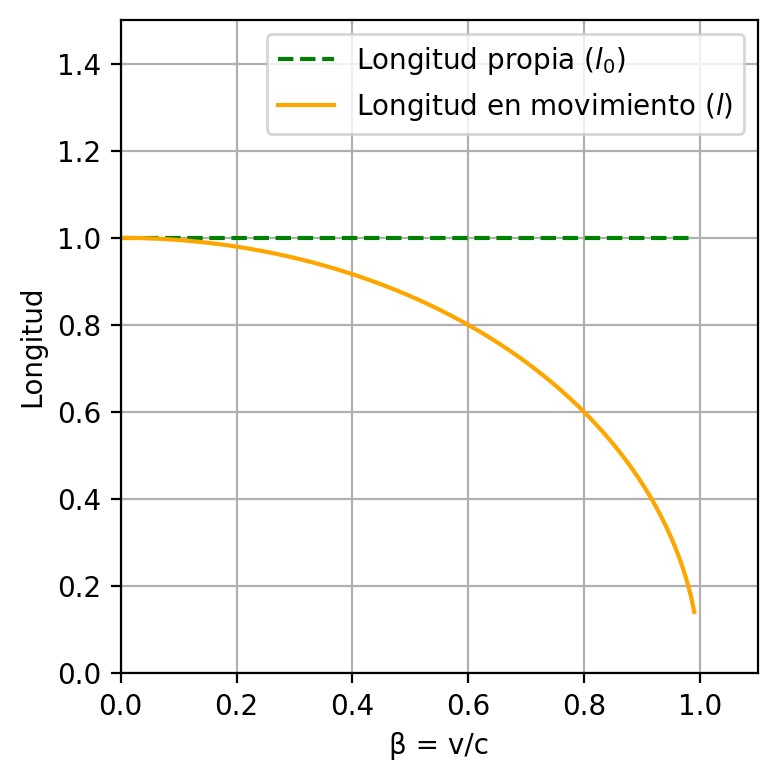 Longitud propia (l₀)
Longitud en movimiento (l)
1.4
1.2
1.0
0.8
0.6
0.4
0.2
0.0
Longitud
0.0 0.2 0.4 0.6 0.8 1.0
β = v/c